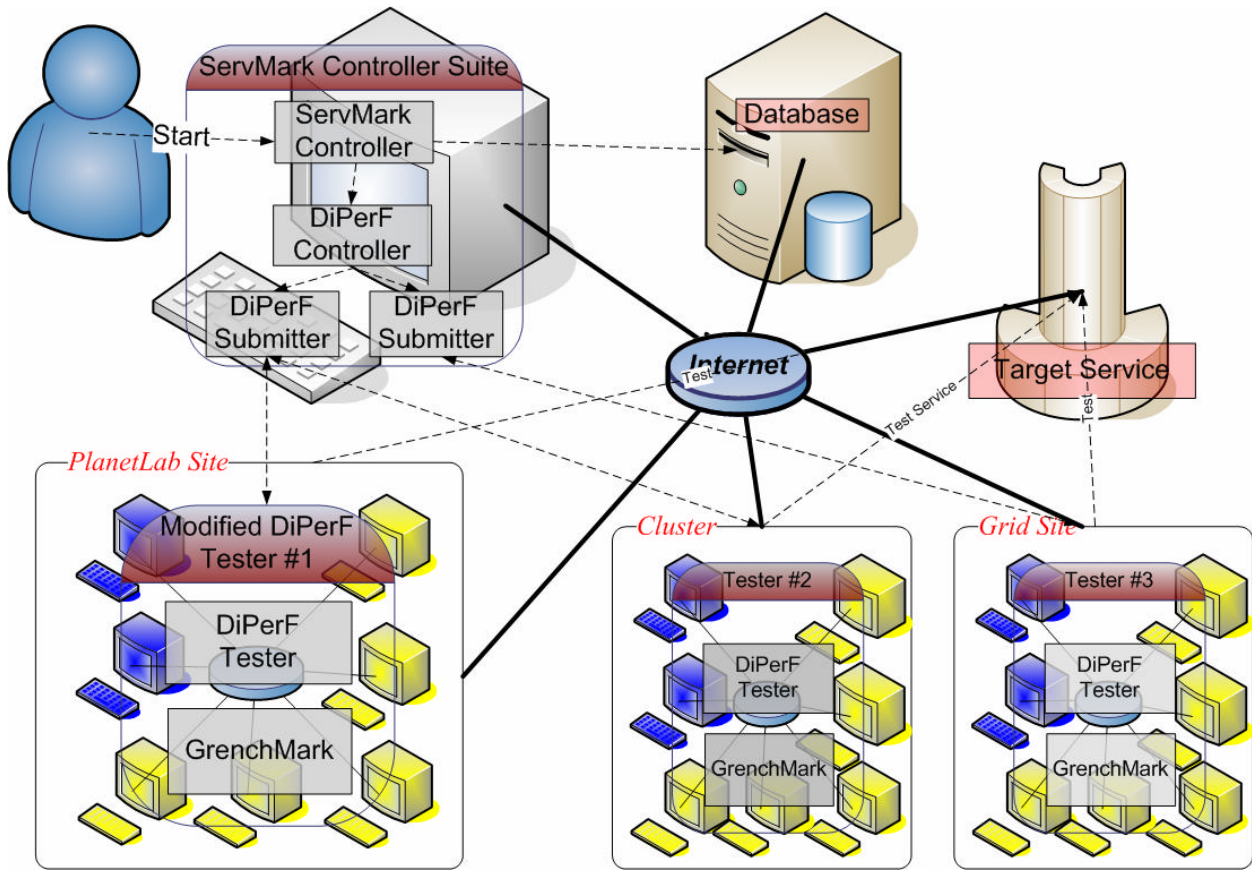 ServMark Controller Suite
Start
ServMark
Controller
Database
DiPerF
Controller
DiPerF
Submitter
DiPerF
Submitter
Internet
Test
Target Service
Test Service
Test
PlanetLab Site
Modified DiPerF
Tester #1
DiPerF
Tester
GrenchMark
Cluster
Tester #2
DiPerF
Tester
GrenchMark
Grid Site
Tester #3
DiPerF
Tester
GrenchMark